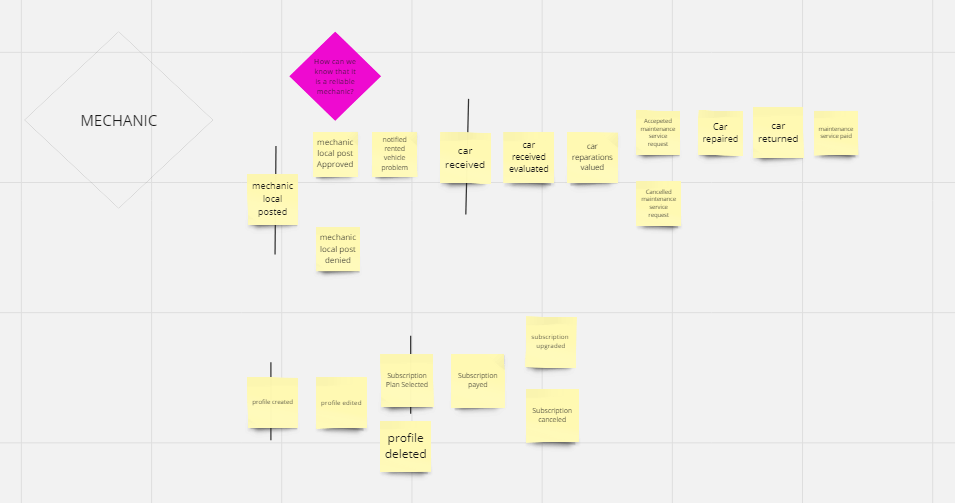 MECHANIC
How can we
know that it
is a reliable
mechanic?
mechanic
local
posted
mechanic
local post
Approved
mechanic
local post
denied
notified
rented
vehicle
problem
car
received
car
received
evaluated
car
reparations
valued
Accepeted
maintenance
service
request
Cancelled
maintenance
service
request
Car
repaired
car
returned
maintenance
service paid
profile created
profile edited
Subscription
Plan Selected
profile
deleted
Subscription
payed
subscription
upgraded
Subscription
canceled